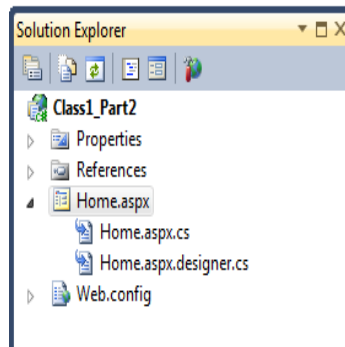 Solution Explorer
Class1_Part2
Properties
References
Home.aspx
Home.aspx.cs
Home.aspx.designer.cs
Web.config